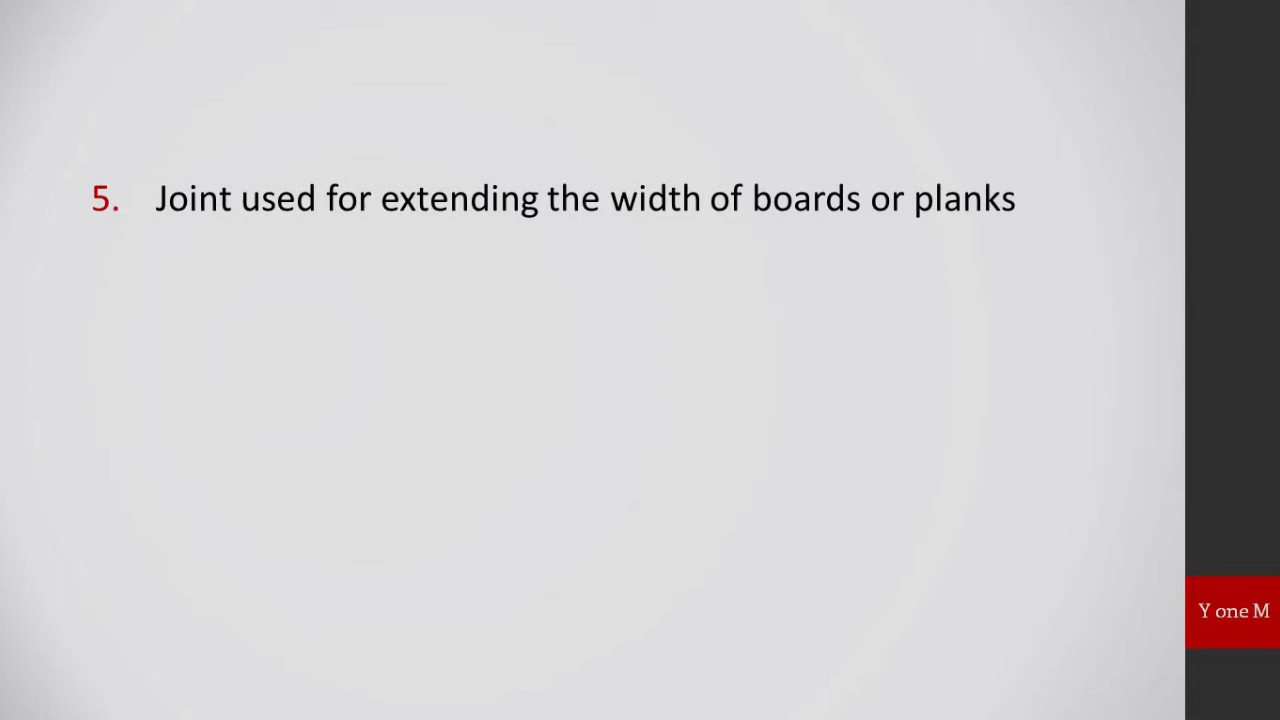 5. Joint used for extending the width of boards or planks
Y one M